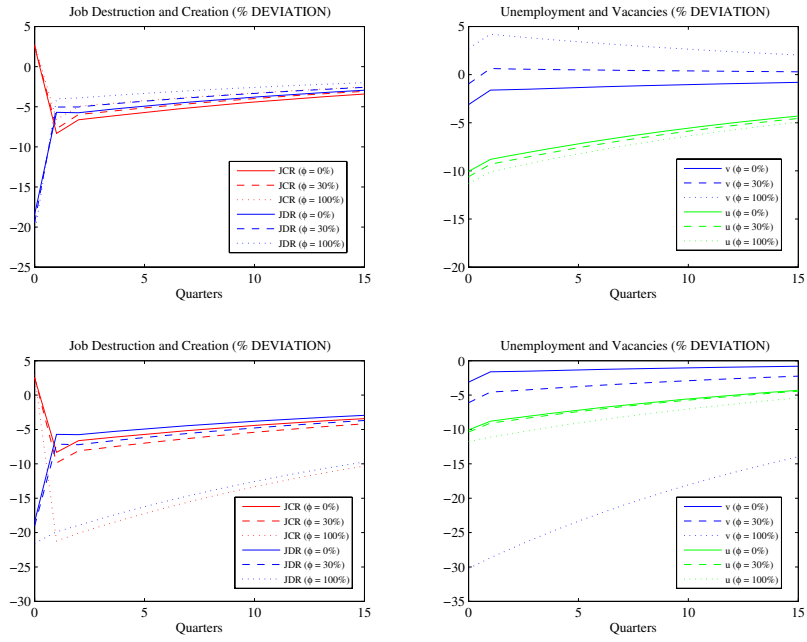 Job Destruction and Creation (% DEVIATION)
5
0
−5
−10
−15
−20
−25
0
5
10
15
Quarters
JCR (ϕ = 0%)
JCR (ϕ = 30%)
JCR (ϕ = 100%)
JDR (ϕ = 0%)
JDR (ϕ = 30%)
JDR (ϕ = 100%)
Unemployment and Vacancies (% DEVIATION)
5
0
−5
−10
−15
−20
0
5
10
15
Quarters
v (ϕ = 0%)
v (ϕ = 30%)
v (ϕ = 100%)
u (ϕ = 0%)
u (ϕ = 30%)
u (ϕ = 100%)
Job Destruction and Creation (% DEVIATION)
5
0
−5
−10
−15
−20
−25
−30
0
5
10
15
Quarters
JCR (ϕ = 0%)
JCR (ϕ = 30%)
JCR (ϕ = 100%)
JDR (ϕ = 0%)
JDR (ϕ = 30%)
JDR (ϕ = 100%)
Unemployment and Vacancies (% DEVIATION)
0
−5
−10
−15
−20
−25
−30
−35
0
5
10
15
Quarters
v (ϕ = 0%)
v (ϕ = 30%)
v (ϕ = 100%)
u (ϕ = 0%)
u (ϕ = 30%)
u (ϕ = 100%)